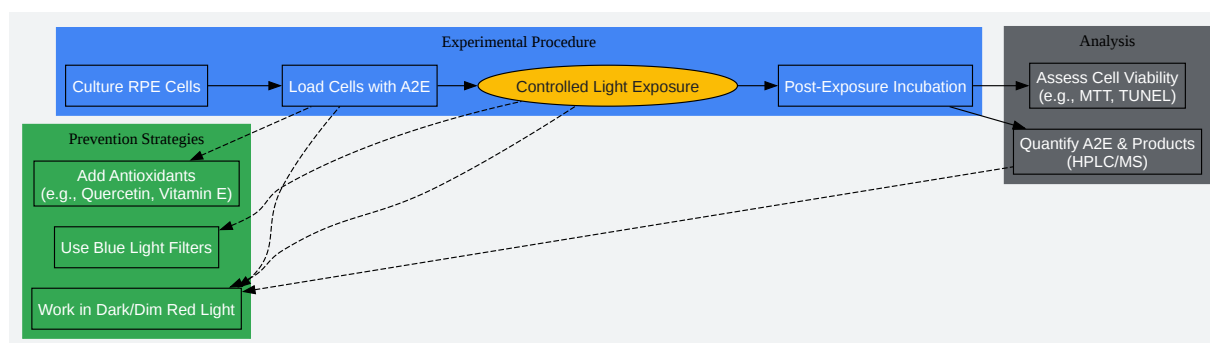 Experimental Procedure
Culture RPE Cells
Load Cells with A2E
Controlled Light Exposure
Post-Exposure Incubation
Analysis
Assess Cell Viability
(e.g., MTT, TUNEL)
Quantify A2E & Products
(HPLC/MS)
Prevention Strategies
Add Antioxidants
(e.g., Quercetin, Vitamin E)
Use Blue Light Filters
Work in Dark/Dim Red Light